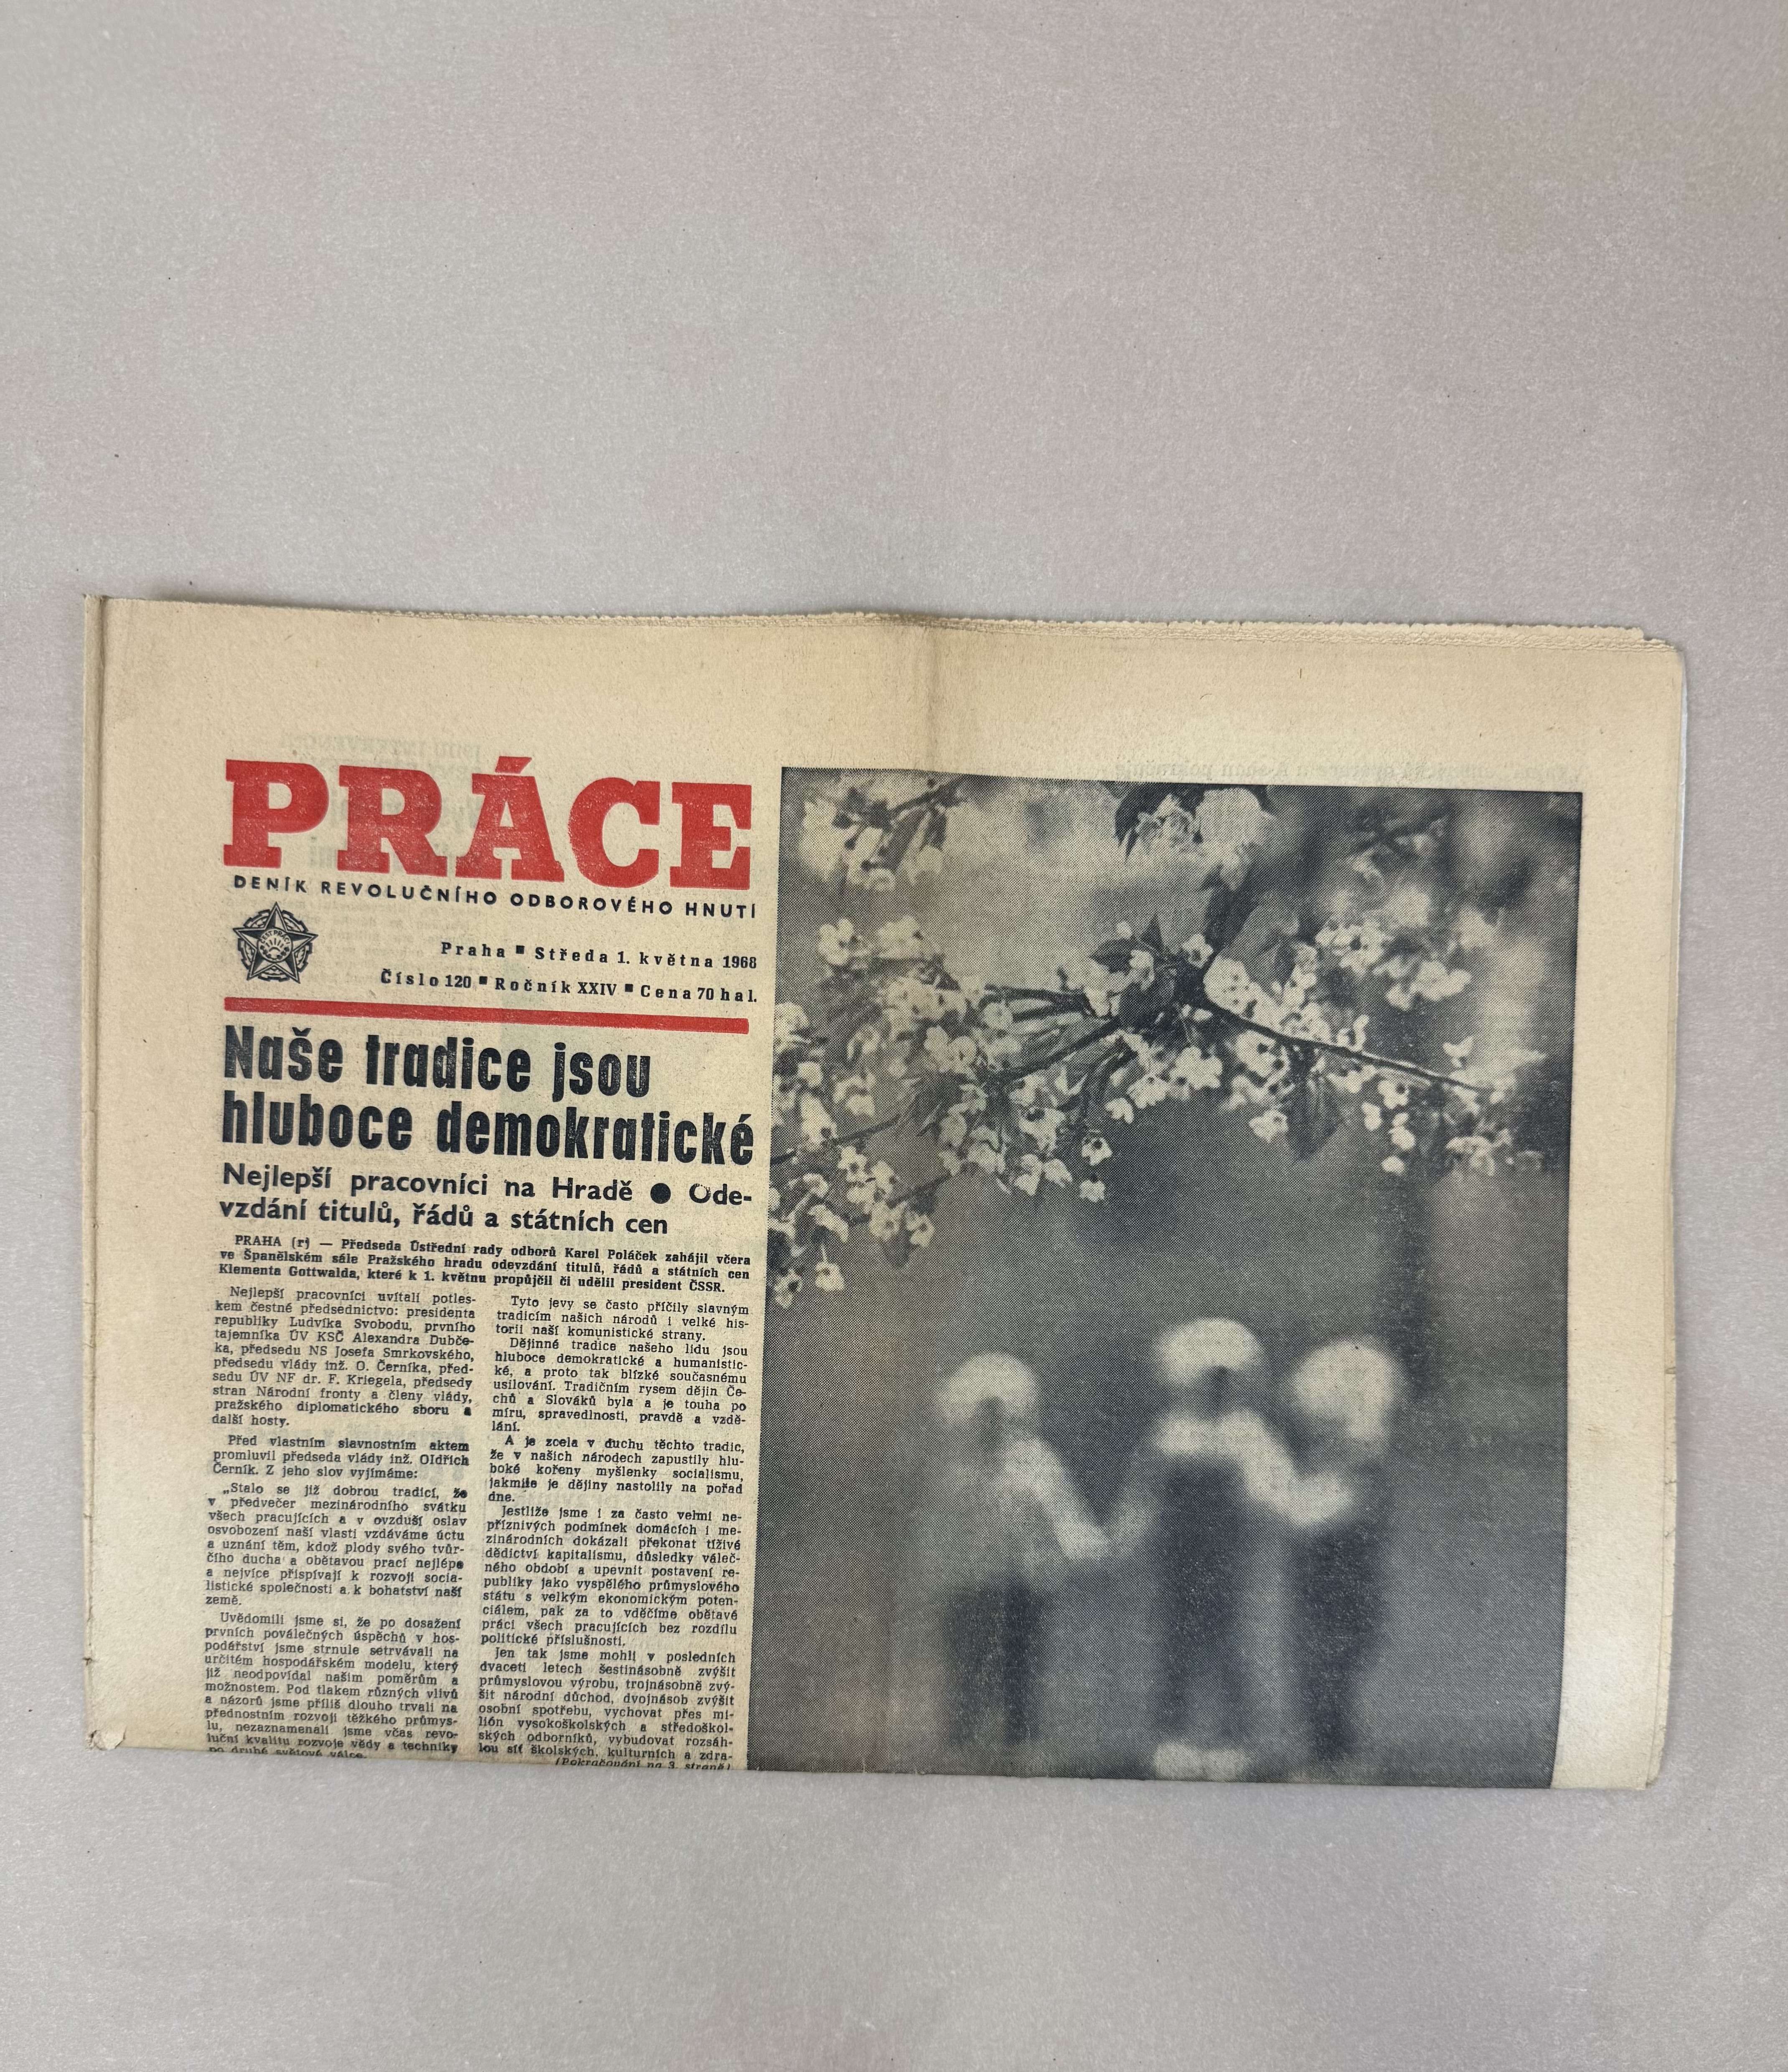 PRÁCE
DENÍK REVOLUČNÍHO ODBOROVÉHO HNUTÍ
Praha ■ Středa 1. května 1968
Číslo 120 ■ Ročník XXIV ■ Cena 70 hal.
Naše tradice jsou
hluboce demokratické
Nejlepší pracovníci na Hradě ● Ode-
vzdání titulů, řádů a státních cen
PRAHA (r) — Předseda Ústřední rady odborů Karel Poláček zahájil včera
ve Španělském sále Pražského hradu odevzdání titulů, řádů a státních cen
Klementa Gottwalda, které k 1. květnu propůjčil či udělil president ČSSR.
Nejlepší pracovníci uvítali potles-
kem čestné předsednictvo: presidenta
republiky Ludvíka Svobodu, prvního
tajemníka ÚV KSČ Alexandra Dubče-
ka, předsedu NS Josefa Smrkovského,
předsedu vlády inž. O. Černíka, před-
sedu ÚV NF dr. F. Kriegela, předsedy
stran Národní fronty a členy vlády,
pražského diplomatického sboru a
další hosty.
Před vlastním slavnostním aktem
promluvil předseda vlády inž. Oldřich
Černík. Z jeho slov vyjímáme:
„Stalo se již dobrou tradicí, že
v předvečer mezinárodního svátku
všech pracujících a v ovzduší oslav
osvobození naší vlasti vzdáváme úctu
a uznání těm, kdož plody svého tvůr-
čího ducha a obětavou prací nejlépe
a nejvíce přispívají k rozvoji socia-
listické společnosti a k bohatství naší
země.
Uvědomili jsme si, že po dosažení
prvních poválečných úspěchů v hos-
podářství jsme strnule setrvávali na
určitém hospodářském modelu, který
již neodpovídal našim poměrům a
možnostem. Pod tlakem různých vlivů
a názorů jsme příliš dlouho trvali na
přednostním rozvoji těžkého průmys-
lu, nezaznamenali jsme včas revo-
luční kvalitu rozvoje vědy a techniky
po druhé světové válce.
Tyto jevy se často příčily slavným
tradicím našich národů i velké his-
torii naší komunistické strany.
Dějinné tradice našeho lidu jsou
hluboce demokratické a humanistic-
ké, a proto tak blízké současnému
usilování. Tradičním rysem dějin Če-
chů a Slováků byla a je touha po
míru, spravedlnosti, pravdě a vzdě-
lání.
A je zcela v duchu těchto tradic,
že v našich národech zapustily hlu-
boké kořeny myšlenky socialismu,
jakmile je dějiny nastolily na pořad
dne.
Jestliže jsme i za často velmi ne-
příznivých podmínek domácích i me-
zinárodních dokázali překonat tíživé
dědictví kapitalismu, důsledky váleč-
ného období a upevnit postavení re-
publiky jako vyspělého průmyslového
státu s velkým ekonomickým poten-
ciálem, pak za to vděčíme obětavé
práci všech pracujících bez rozdílu
politické příslušnosti.
Jen tak jsme mohli v posledních
dvaceti letech šestinásobně zvýšit
průmyslovou výrobu, trojnásobně zvý-
šit národní důchod, dvojnásob zvýšit
osobní spotřebu, vychovat přes mi-
lión vysokoškolských a středoškol-
ských odborníků, vybudovat rozsáh-
lou síť školských, kulturních a zdra-
(Pokračování na 3. straně)